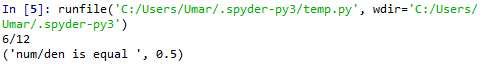 In [5]: runfile('C:/Users/Umar/.spyder-py3/temp.py', wdir='C:/Users/
Umar/.spyder-py3')
6/12
('num/den is equal ', 0.5)